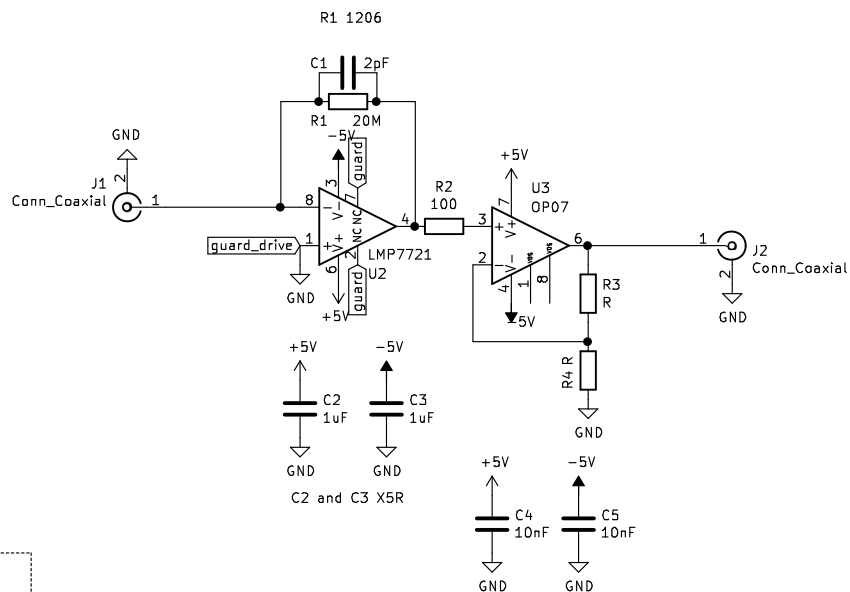 R1 1206
C1
2pF
R1
20M
-5V
guard
GND
2
J1
Conn_Coaxial
1
3
7
8
V-
NC
4
R2
100
guard_drive
1
V+
NC
LMP7721
6
2
U2
GND
+5V
guard
+5V
U3
OP07
7
3
V+
6
2
V-
VOS
VOS
4
1
8
-5V
1
J2
Conn_Coaxial
2
GND
R3
R
R4 R
GND
+5V
-5V
C2
1uF
C3
1uF
GND
GND
C2 and C3 X5R
+5V
-5V
C4
10nF
C5
10nF
GND
GND